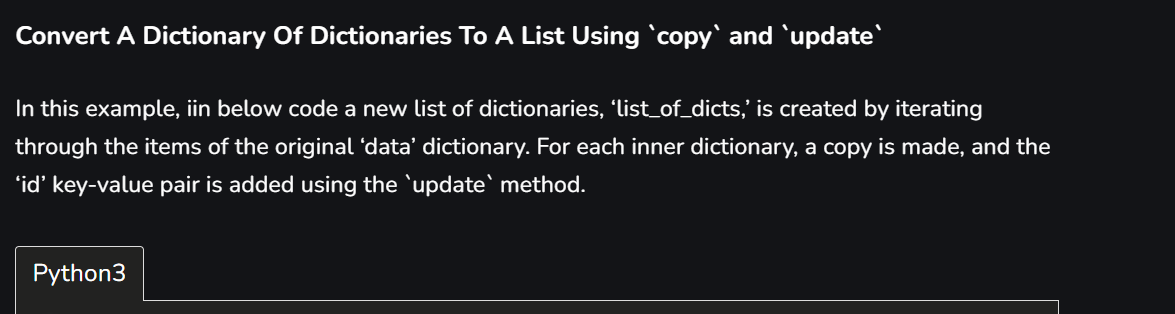 Convert A Dictionary Of Dictionaries To A List Using `copy` and `update`
In this example, iin below code a new list of dictionaries, ‘list_of_dicts,’ is created by iterating
through the items of the original ‘data’ dictionary. For each inner dictionary, a copy is made, and the
‘id’ key-value pair is added using the `update` method.
Python3